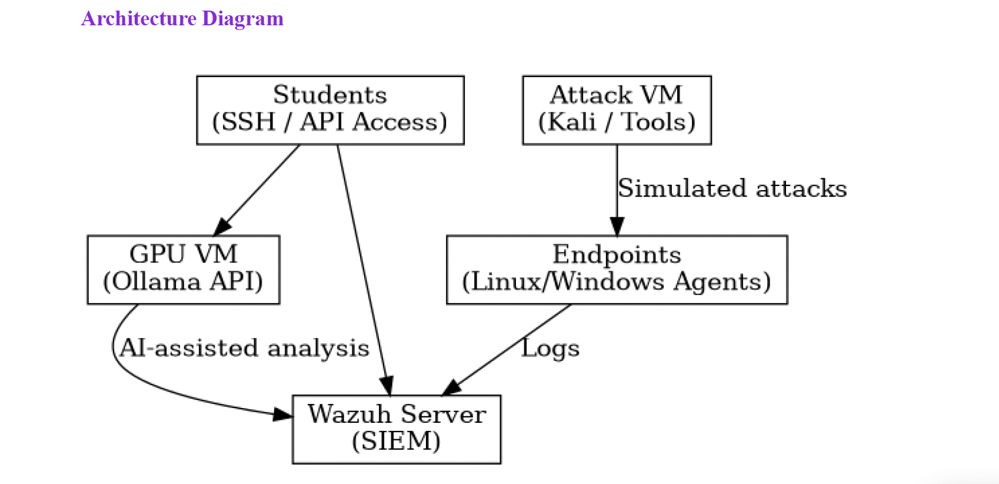 Architecture Diagram
Students
(SSH / API Access)
Attack VM
(Kali / Tools)
Simulated attacks
GPU VM
(Ollama API)
Endpoints
(Linux/Windows Agents)
AI-assisted analysis
Logs
Wazuh Server
(SIEM)